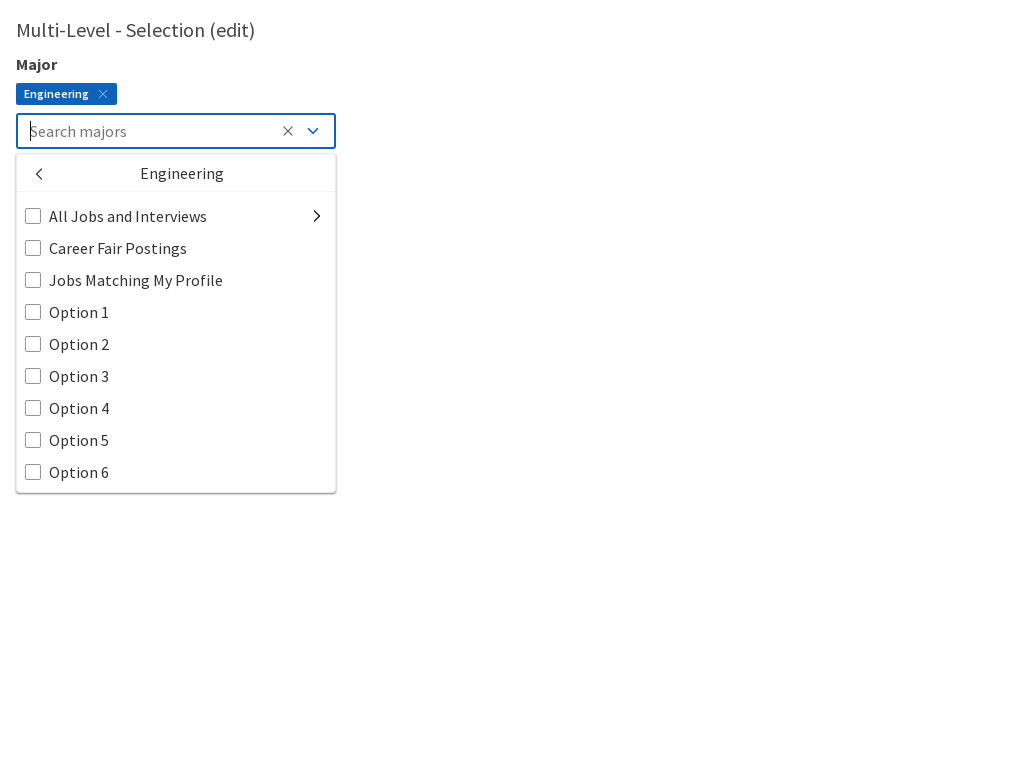 Multi-Level - Selection (edit)
Major
Engineering
Search majors
Engineering
All Jobs and Interviews
Career Fair Postings
Jobs Matching My Profile
Option 1
Option 2
Option 3
Option 4
Option 5
Option 6